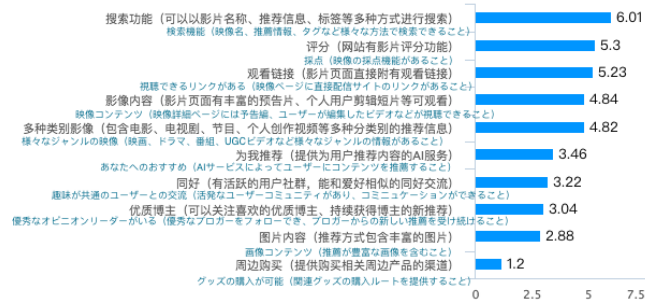 搜索功能（可以以影片名称、推荐信息、标签等多种方式进行搜索）
6.01
検索機能（映像名、推薦情報、タグなど様々な方法で検索できること）
评分（网站有影片评分功能）
5.3
採点（映像の採点機能があること）
观看链接（影片页面直接附有观看链接）
5.23
視聴できるリンクがある（映像ページに直接配信サイトのリンクがあること）
影像内容（影片页面有丰富的预告片、个人用户剪辑短片等可观看）
4.84
映像コンテンツ（映像詳細ページには予告編、ユーザーが編集したビデオなどが視聴できること）
多种类别影像（包含电影、电视剧、节目、个人创作视频等多种分类别的推荐信息）
4.82
様々なジャンルの映像（映画、ドラマ、番組、UGCビデオなど様々なジャンルの情報があること）
为我推荐（提供为用户推荐内容的AI服务）
3.46
あなたへのおすすめ（AIサービスによってユーザーにコンテンツを推薦すること）
同好（有活跃的用户社群，能和爱好相似的同好交流）
3.22
趣味が共通のユーザーとの交流（活発なユーザーコミュニティがあり、コミニュケーションができること）
优质博主（可以关注喜欢的优质博主、持续获得博主的新推荐）
3.04
優秀なオピニオンリーダーがいる（優秀なブロガーをフォローでき、ブロガーからの新しい推薦を受け続けること）
图片内容（推荐方式包含丰富的图片）
2.88
画像コンテンツ（推薦が豊富な画像を含むこと）
周边购买（提供购买相关周边产品的渠道）
1.2
グッズの購入が可能（関連グッズの購入ルートを提供すること）
0 2.5 5 7.5